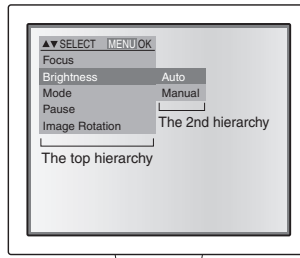 ▲▼SELECT MENU OK
Focus
Brightness Auto
Mode Manual
Pause
Image Rotation
The 2nd hierarchy
The top hierarchy